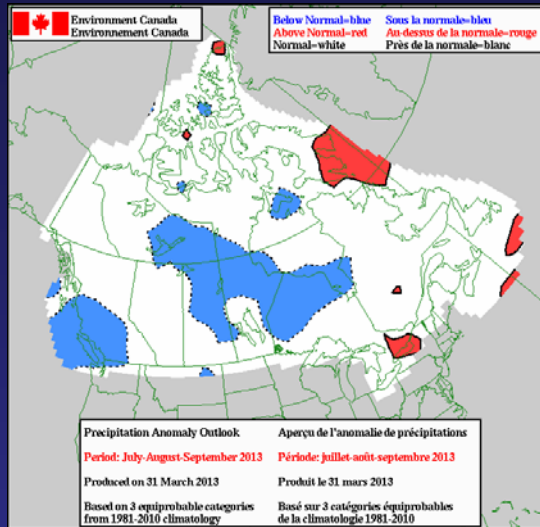 Environment Canada
Environnement Canada
Below Normal=blue Sous la normale=bleu
Above Normal=red Au-dessus de la normale=rouge
Normal=white Près de la normale=blanc
Precipitation Anomaly Outlook Aperçu de l'anomalie de précipitations
Period: July-August-September 2013 Période: juillet-août-septembre 2013
Produced on 31 March 2013 Produit le 31 mars 2013
Based on 3 equiprobable categories Basé sur 3 catégories équiprobables
from 1981-2010 climatology de la climatologie 1981-2010